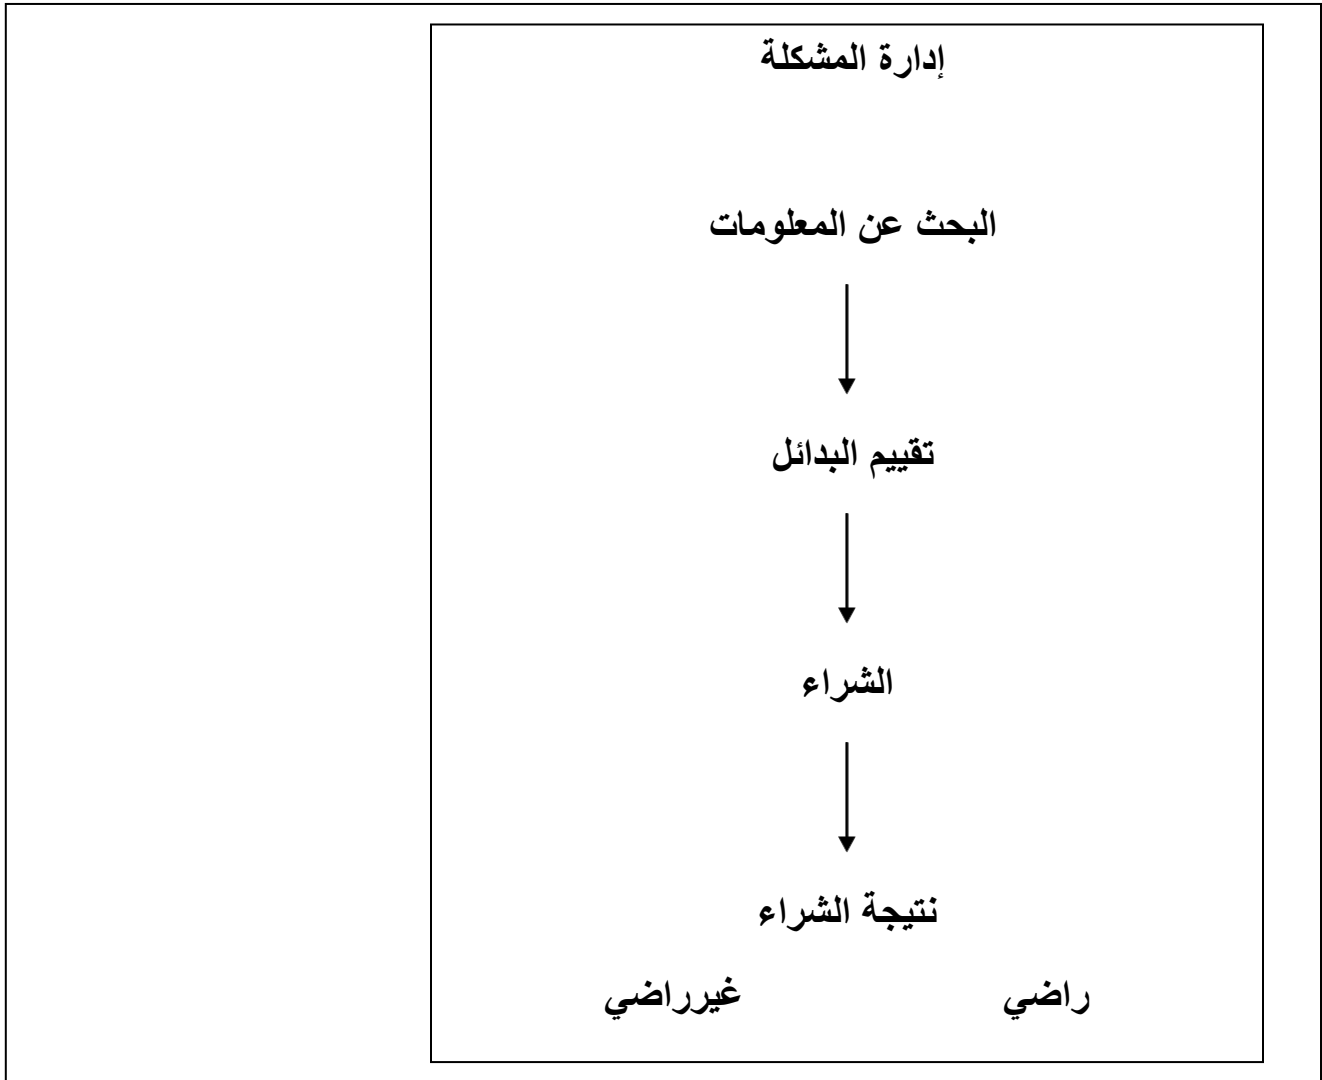 إدارة المشكلة
البحث عن المعلومات
تقييم البدائل
الشراء
نتيجة الشراء
راضي غيرراضي